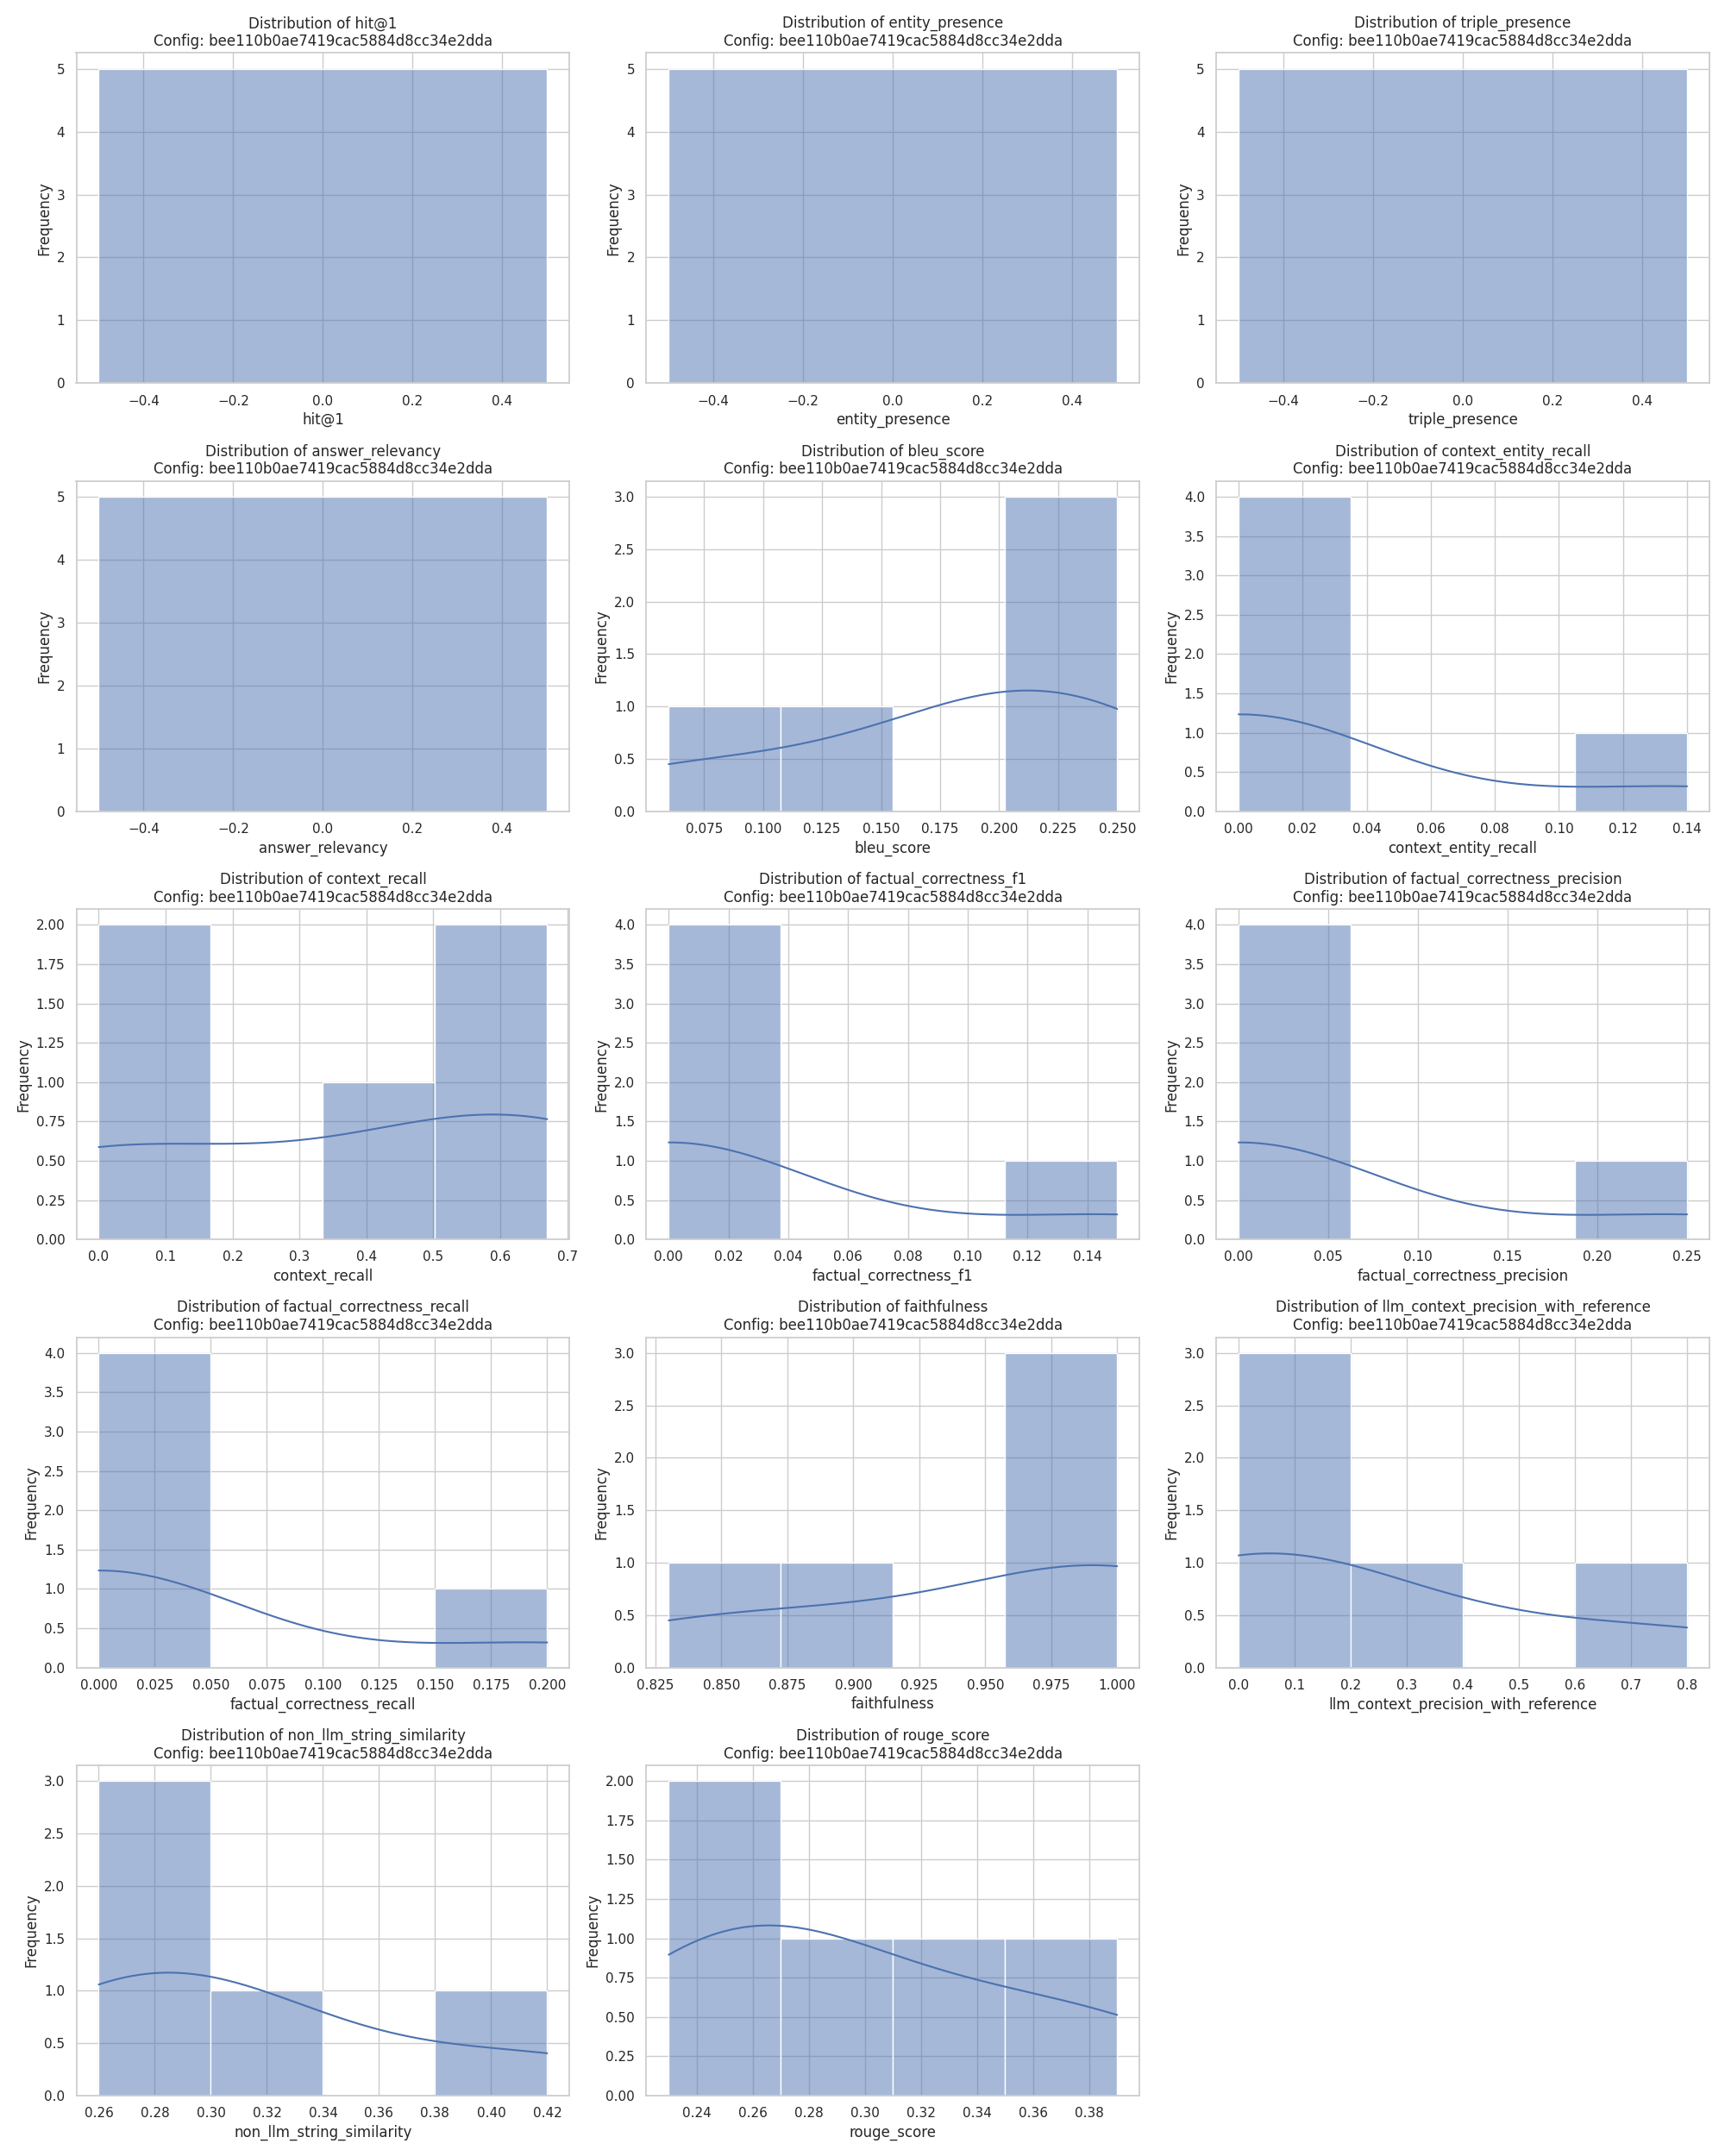 Distribution of hit@1
Config: bee110b0ae7419cac5884d8cc34e2dda
Frequency
5
4
3
2
1
0
−0.4 −0.2 0.0 0.2 0.4
hit@1
Distribution of entity_presence
Config: bee110b0ae7419cac5884d8cc34e2dda
Frequency
5
4
3
2
1
0
−0.4 −0.2 0.0 0.2 0.4
entity_presence
Distribution of triple_presence
Config: bee110b0ae7419cac5884d8cc34e2dda
Frequency
5
4
3
2
1
0
−0.4 −0.2 0.0 0.2 0.4
triple_presence
Distribution of answer_relevancy
Config: bee110b0ae7419cac5884d8cc34e2dda
Frequency
5
4
3
2
1
0
−0.4 −0.2 0.0 0.2 0.4
answer_relevancy
Distribution of bleu_score
Config: bee110b0ae7419cac5884d8cc34e2dda
Frequency
3.0
2.5
2.0
1.5
1.0
0.5
0.0
0.075 0.100 0.125 0.150 0.175 0.200 0.225 0.250
bleu_score
Distribution of context_entity_recall
Config: bee110b0ae7419cac5884d8cc34e2dda
Frequency
4.0
3.5
3.0
2.5
2.0
1.5
1.0
0.5
0.0
0.00 0.02 0.04 0.06 0.08 0.10 0.12 0.14
context_entity_recall
Distribution of context_recall
Config: bee110b0ae7419cac5884d8cc34e2dda
Frequency
2.00
1.75
1.50
1.25
1.00
0.75
0.50
0.25
0.00
0.0 0.1 0.2 0.3 0.4 0.5 0.6 0.7
context_recall
Distribution of factual_correctness_f1
Config: bee110b0ae7419cac5884d8cc34e2dda
Frequency
4.0
3.5
3.0
2.5
2.0
1.5
1.0
0.5
0.0
0.00 0.02 0.04 0.06 0.08 0.10 0.12 0.14
factual_correctness_f1
Distribution of factual_correctness_precision
Config: bee110b0ae7419cac5884d8cc34e2dda
Frequency
4.0
3.5
3.0
2.5
2.0
1.5
1.0
0.5
0.0
0.00 0.05 0.10 0.15 0.20 0.25
factual_correctness_precision
Distribution of factual_correctness_recall
Config: bee110b0ae7419cac5884d8cc34e2dda
Frequency
4.0
3.5
3.0
2.5
2.0
1.5
1.0
0.5
0.0
0.000 0.025 0.050 0.075 0.100 0.125 0.150 0.175 0.200
factual_correctness_recall
Distribution of faithfulness
Config: bee110b0ae7419cac5884d8cc34e2dda
Frequency
3.0
2.5
2.0
1.5
1.0
0.5
0.0
0.825 0.850 0.875 0.900 0.925 0.950 0.975 1.000
faithfulness
Distribution of llm_context_precision_with_reference
Config: bee110b0ae7419cac5884d8cc34e2dda
Frequency
3.0
2.5
2.0
1.5
1.0
0.5
0.0
0.0 0.1 0.2 0.3 0.4 0.5 0.6 0.7 0.8
llm_context_precision_with_reference
Distribution of non_llm_string_similarity
Config: bee110b0ae7419cac5884d8cc34e2dda
Frequency
3.0
2.5
2.0
1.5
1.0
0.5
0.0
0.26 0.28 0.30 0.32 0.34 0.36 0.38 0.40 0.42
non_llm_string_similarity
Distribution of rouge_score
Config: bee110b0ae7419cac5884d8cc34e2dda
Frequency
2.00
1.75
1.50
1.25
1.00
0.75
0.50
0.25
0.00
0.24 0.26 0.28 0.30 0.32 0.34 0.36 0.38
rouge_score